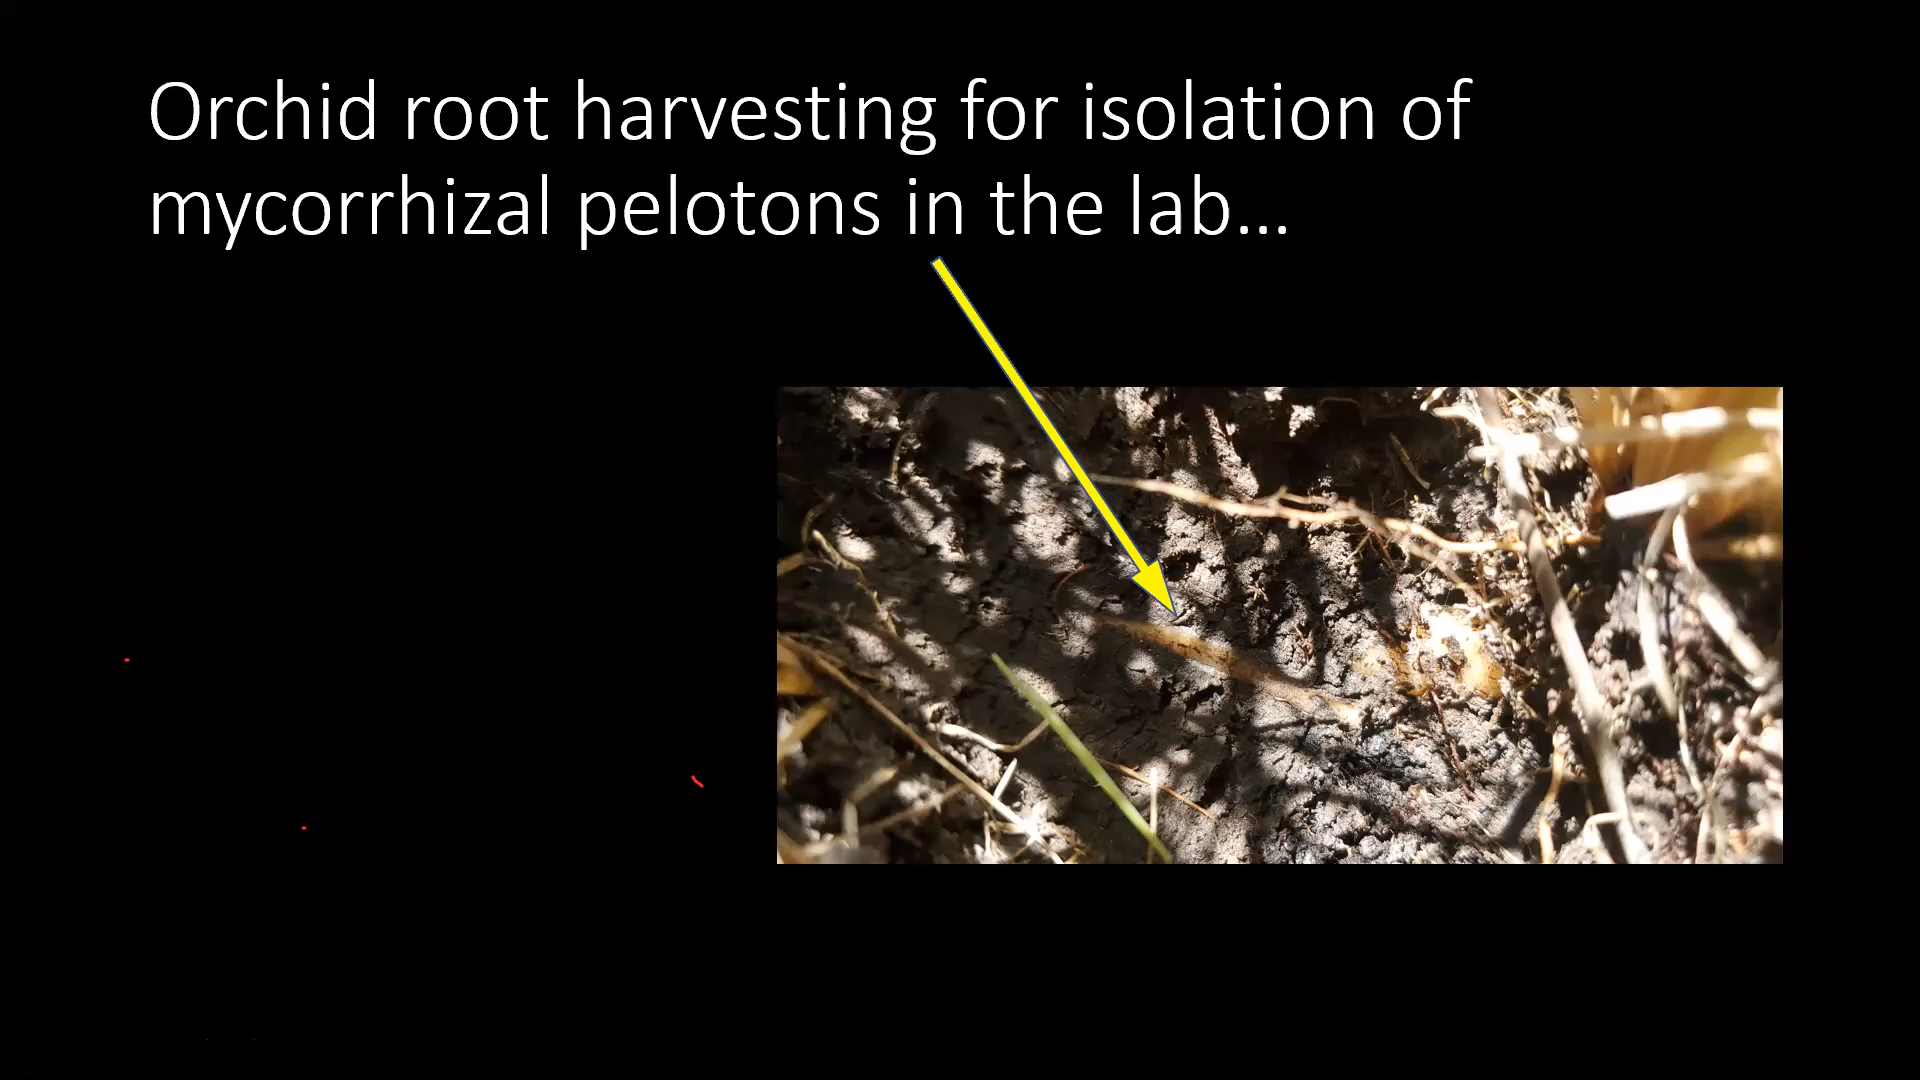 Orchid root harvesting for isolation of
mycorrhizal pelotons in the lab...